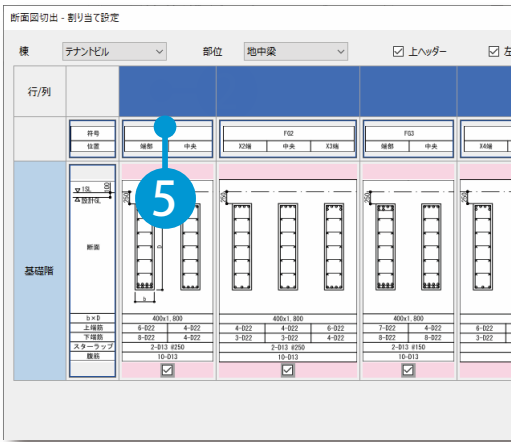 断面図切出 - 割り当て設定
棟 テナントビル 部位 地中梁 上ヘッダー 左
行/列
符号 FG2 FG3
位置 端部 中央 X2端 中央 X3端 端部 中央 X4端
▽1SL 100
△設計GL 250 250 250 250
5
基礎階 断面 D
b
b×D 400x1,800 400x1,800 400x1,800
上端筋 6-D22 4-D22 4-D22 4-D22 6-D22 7-D22 4-D22 6-D22
下端筋 8-D22 4-D22 3-D22 3-D22 4-D22 8-D22 8-D22 3-D22
スターラップ 2-D13 @250 2-D13 @250 2-D13 @150
腹筋 10-D13 10-D13 10-D13